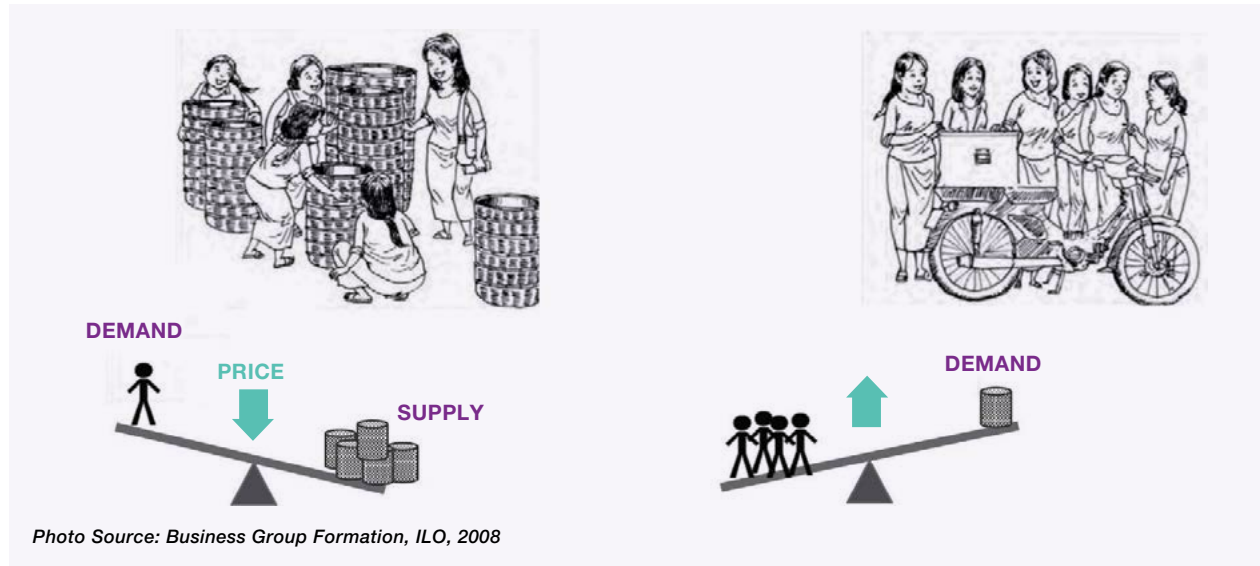 DEMAND
PRICE
SUPPLY
DEMAND
Photo Source: Business Group Formation, ILO, 2008